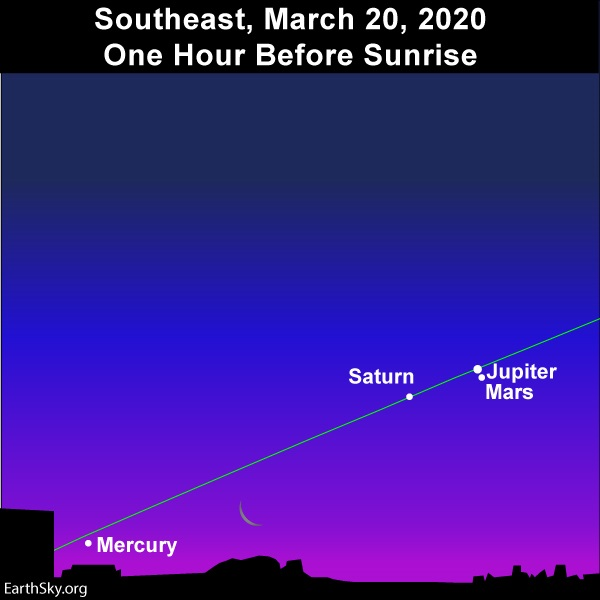 Southeast, March 20, 2020
One Hour Before Sunrise
Saturn
Jupiter
Mars
Mercury
EarthSky.org